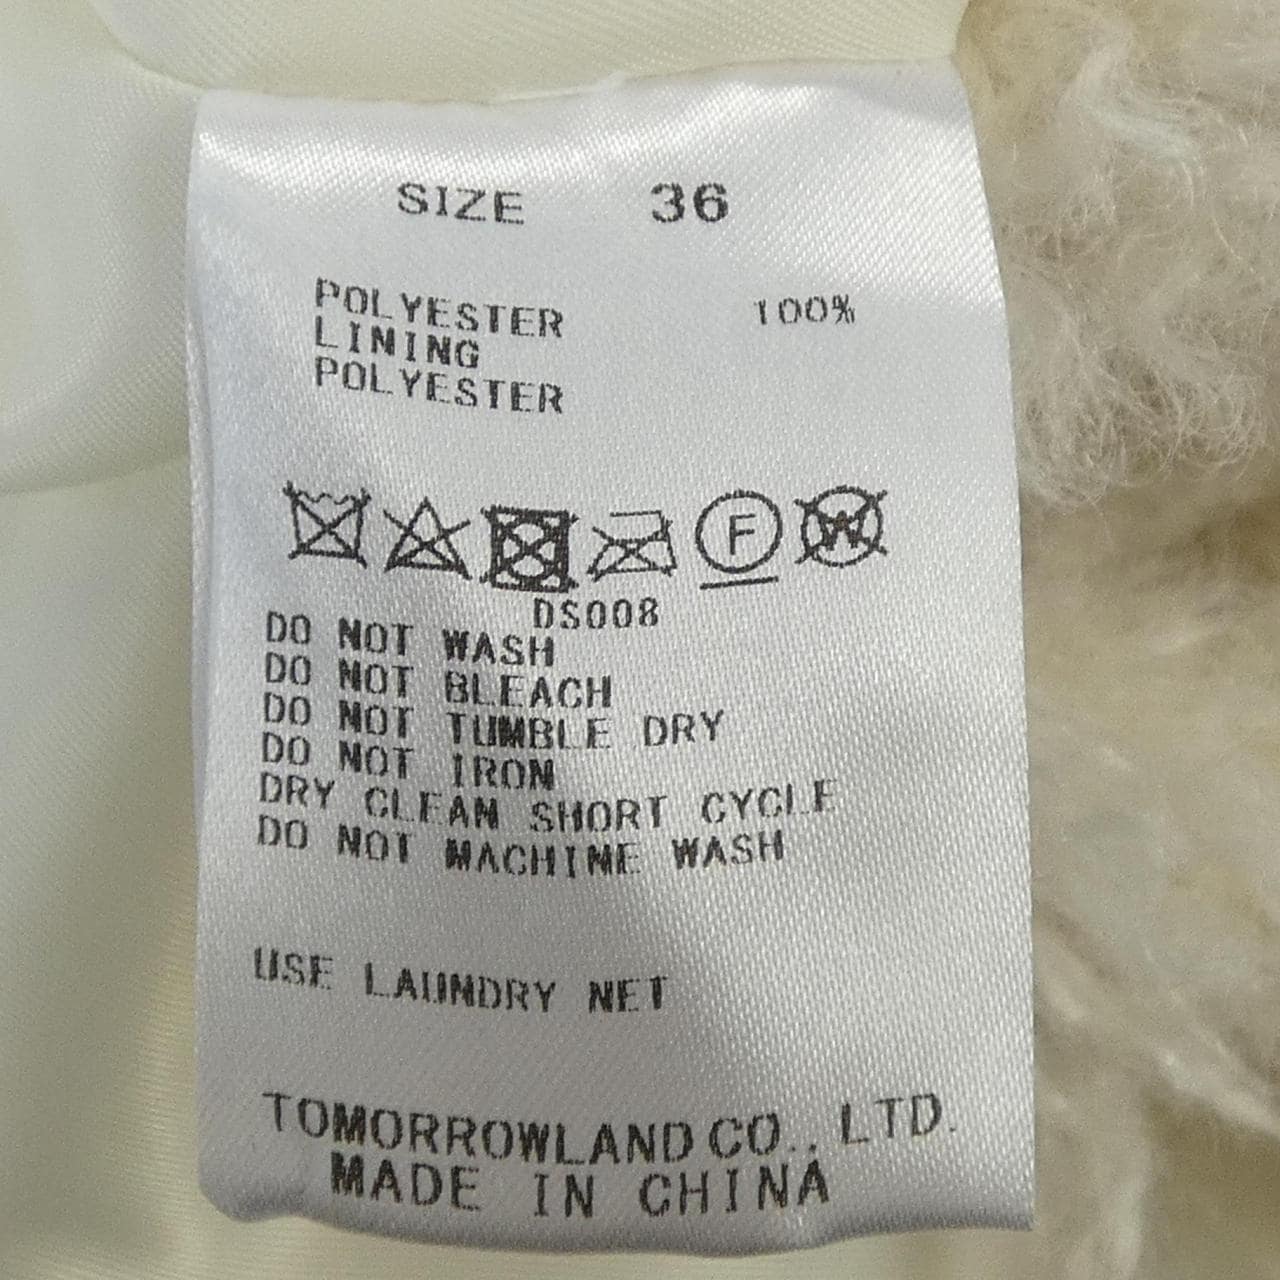 SIZE 36
POLYESTER 100%
LINING
POLYESTER
F W
DS008
DO NOT WASH
DO NOT BLEACH
DO NOT TUMBLE DRY
DO NOT IRON
DRY CLEAN SHORT CYCLE
DO NOT MACHINE WASH
USE LAUNDRY NET
TOMORROWLAND CO., LTD.
MADE IN CHINA